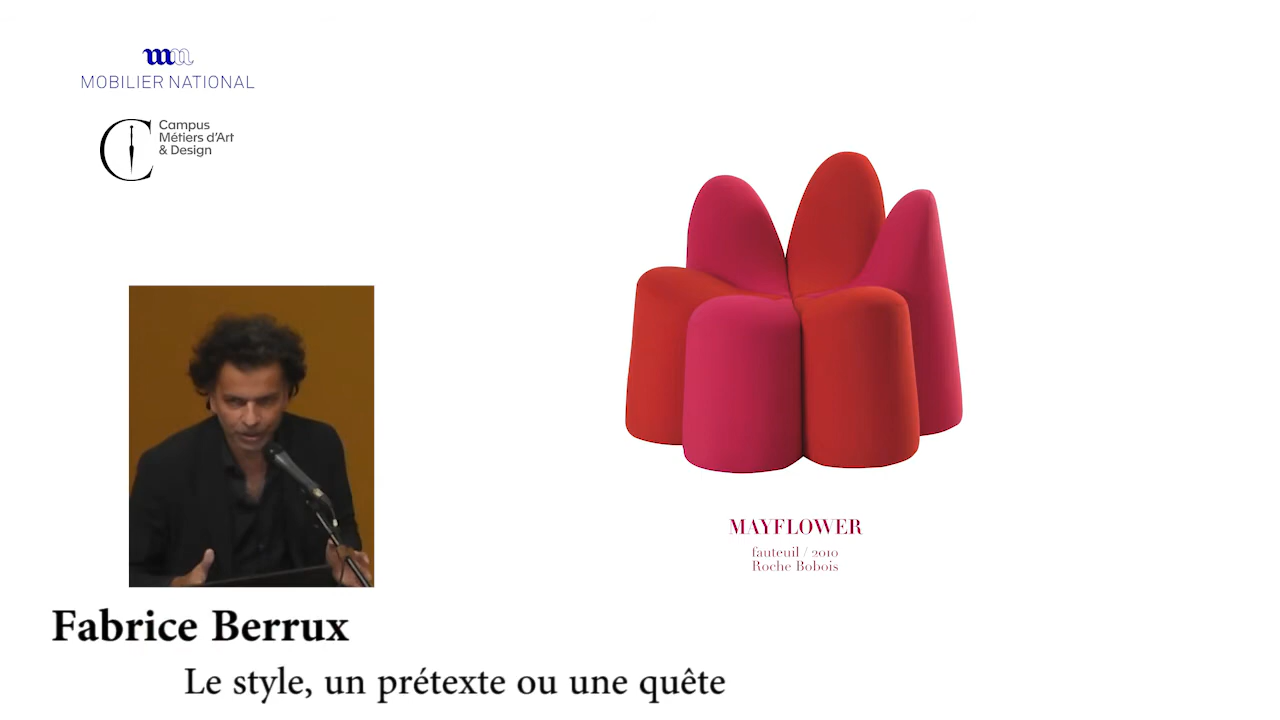 MOBILIER NATIONAL
Campus
Métiers d'Art
& Design
MAYFLOWER
fauteuil / 2010
Roche Bobois
Fabrice Berrux
Le style, un prétexte ou une quête